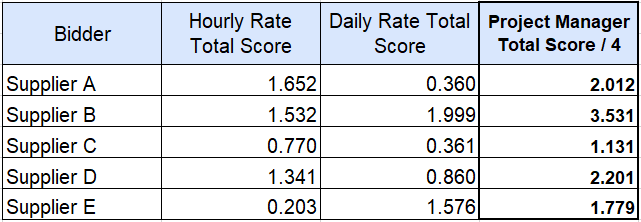 Bidder
Hourly Rate
Total Score
Daily Rate Total
Score
Project Manager
Total Score / 4
Supplier A 1.652 0.360 2.012
Supplier B 1.532 1.999 3.531
Supplier C 0.770 0.361 1.131
Supplier D 1.341 0.860 2.201
Supplier E 0.203 1.576 1.779